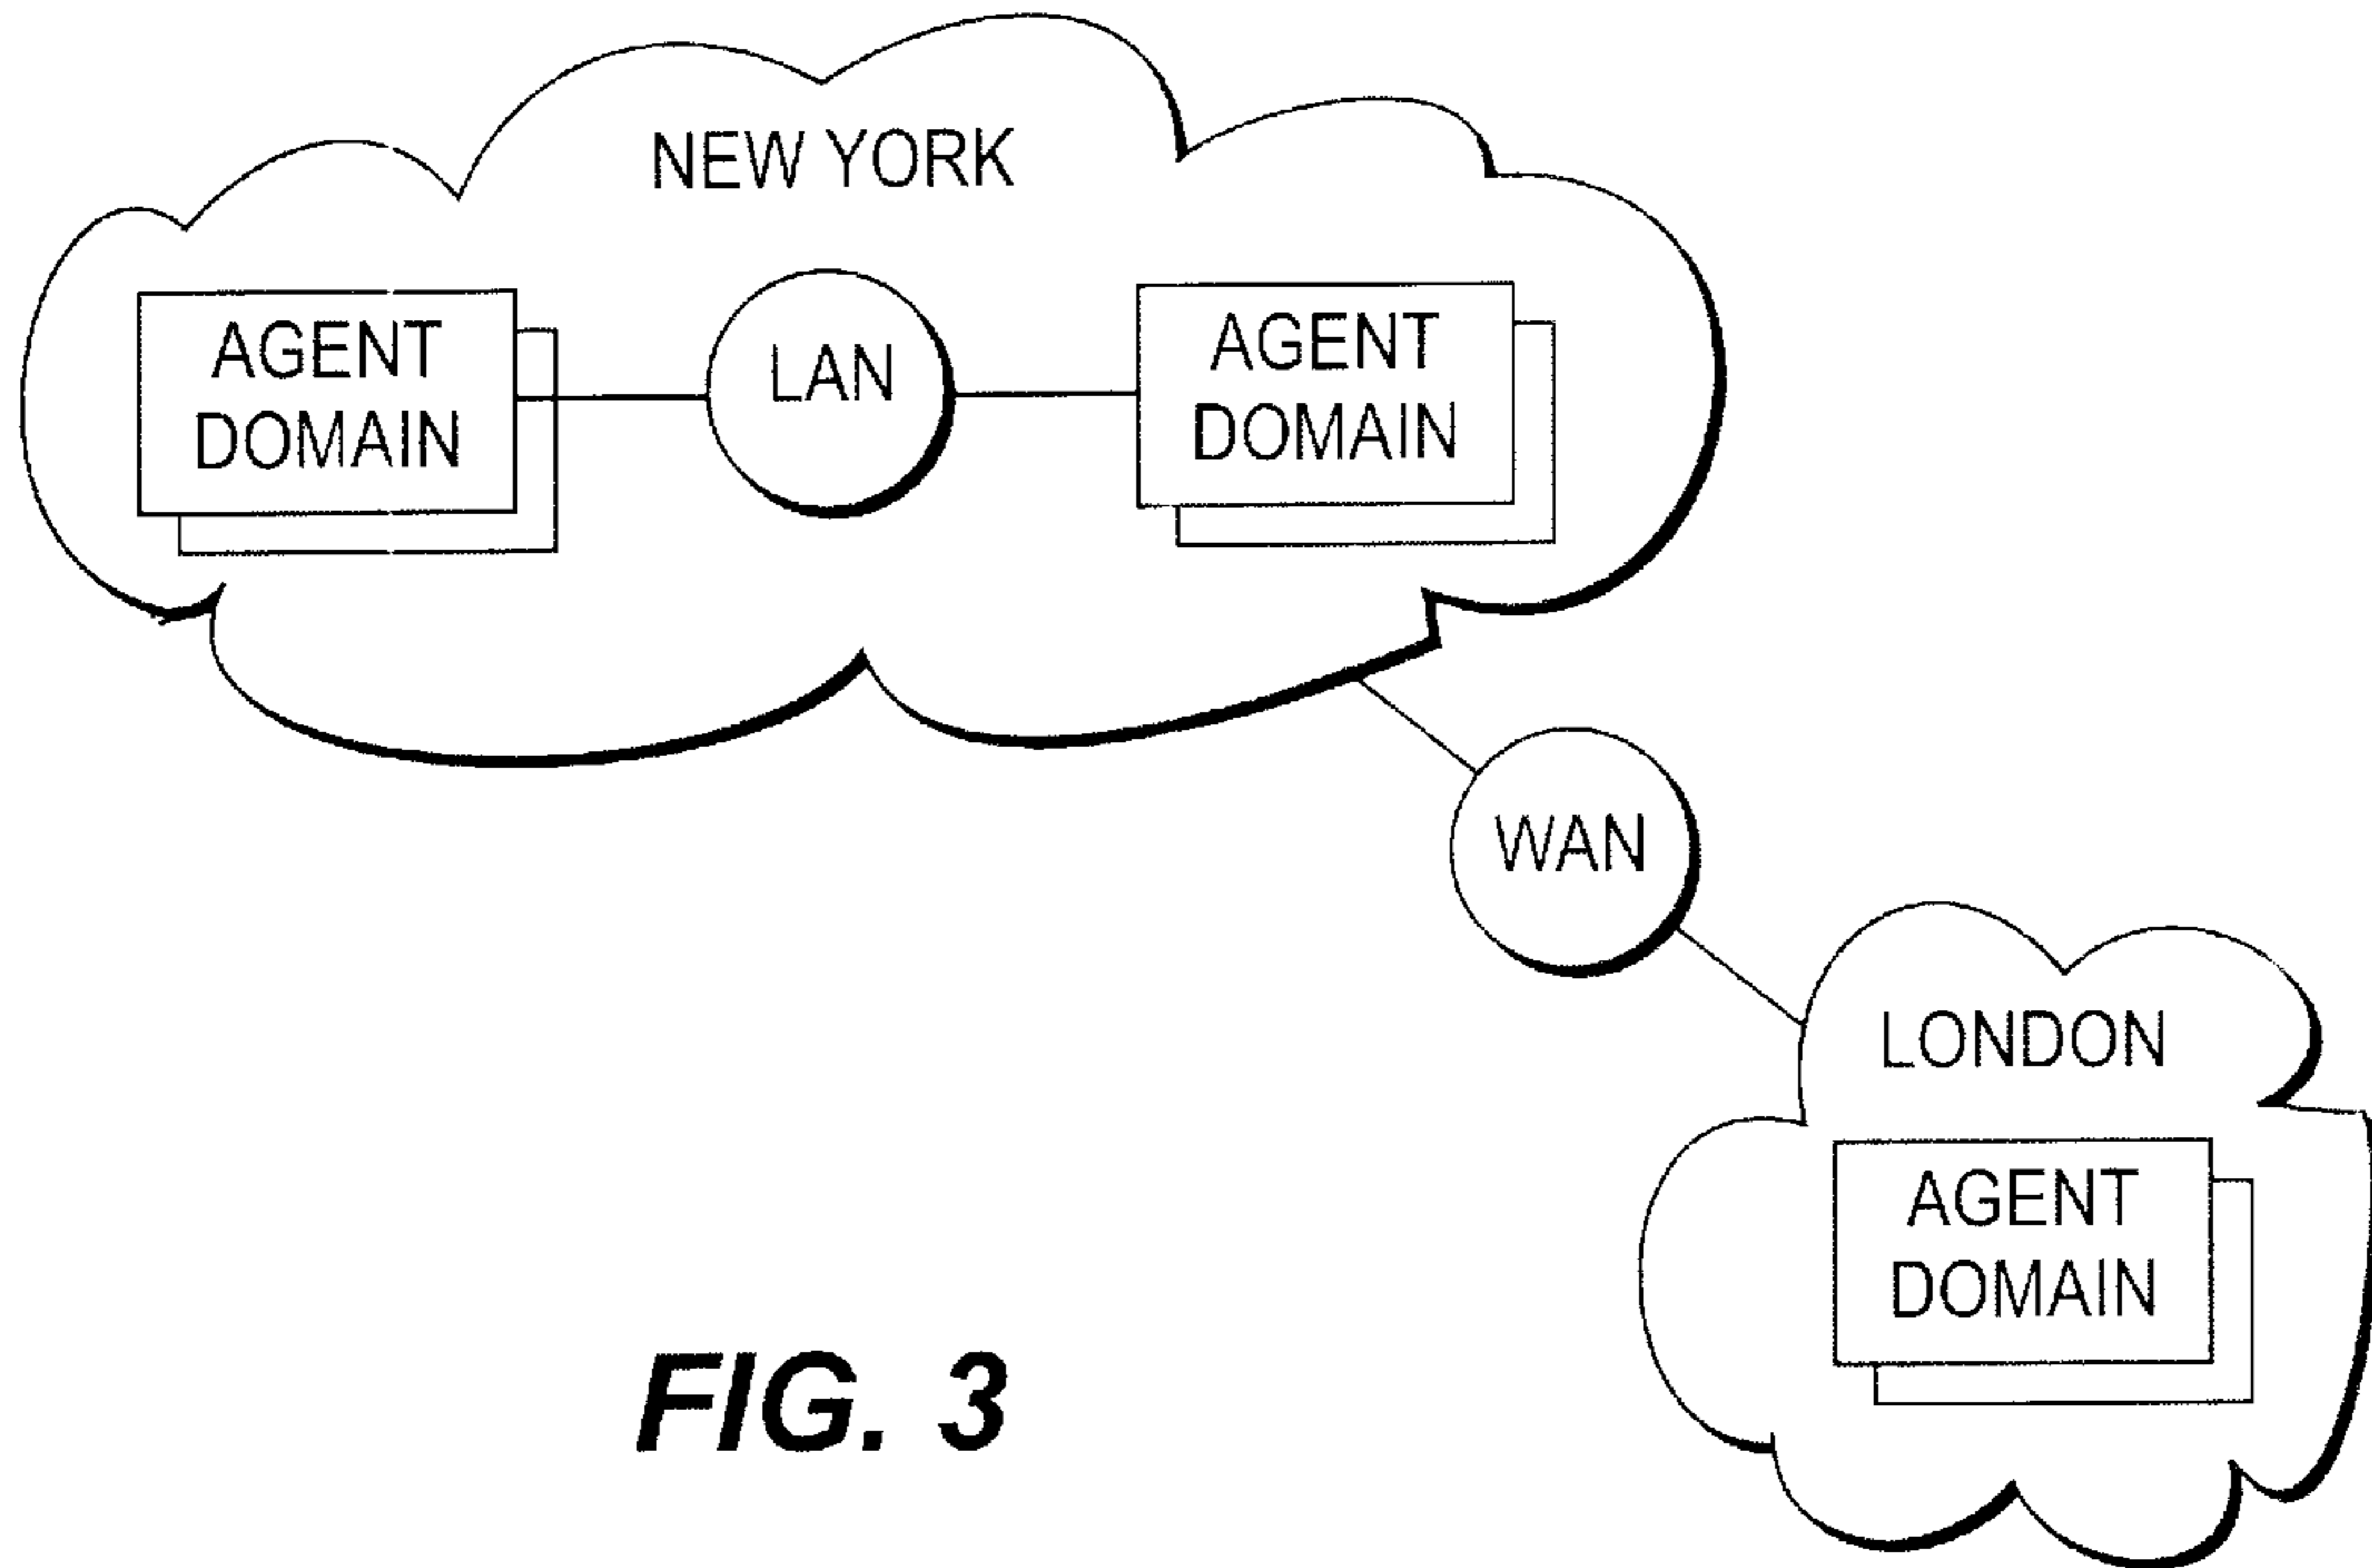 NEW YORK
AGENT
DOMAIN
LAN
AGENT
DOMAIN
WAN
LONDON
AGENT
DOMAIN
FIG. 3